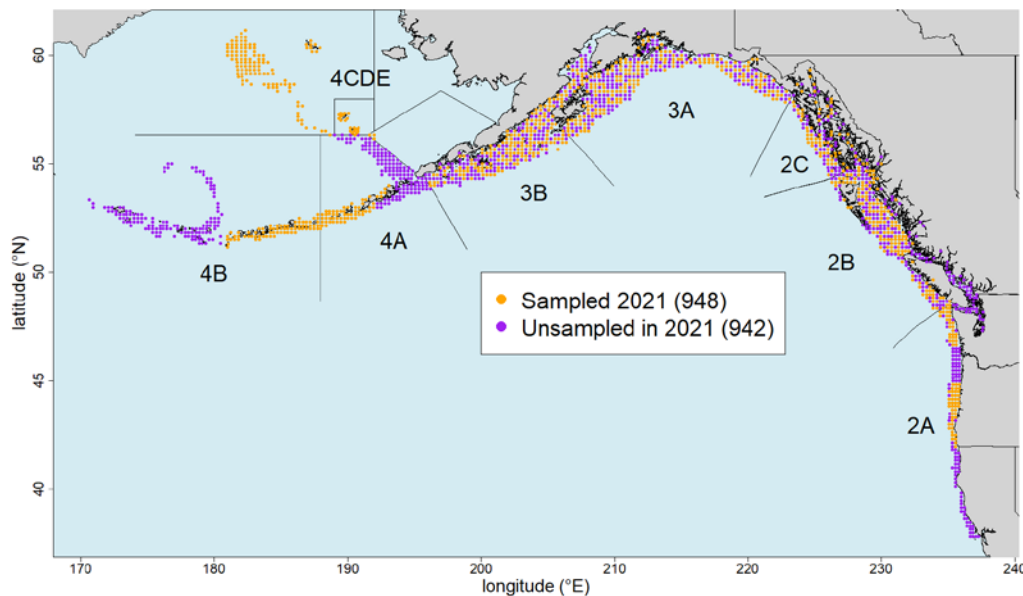 60
4CDE
3A
55
2C
3B
4A
50
4B
2B
latitude (°N)
Sampled 2021 (948)
Unsampled in 2021 (942)
45
2A
40
170 180 190 200 210 220 230 240
longitude (°E)